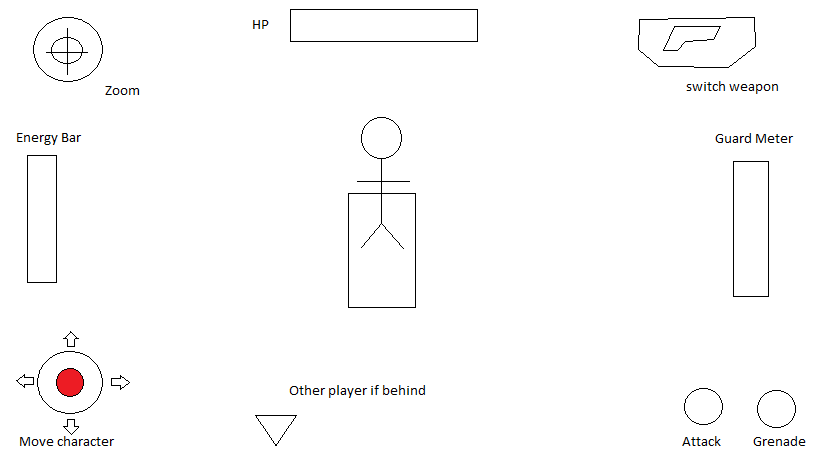 HP
Zoom
switch weapon
Energy Bar
Guard Meter
Other player if behind
Move character
Attack
Grenade